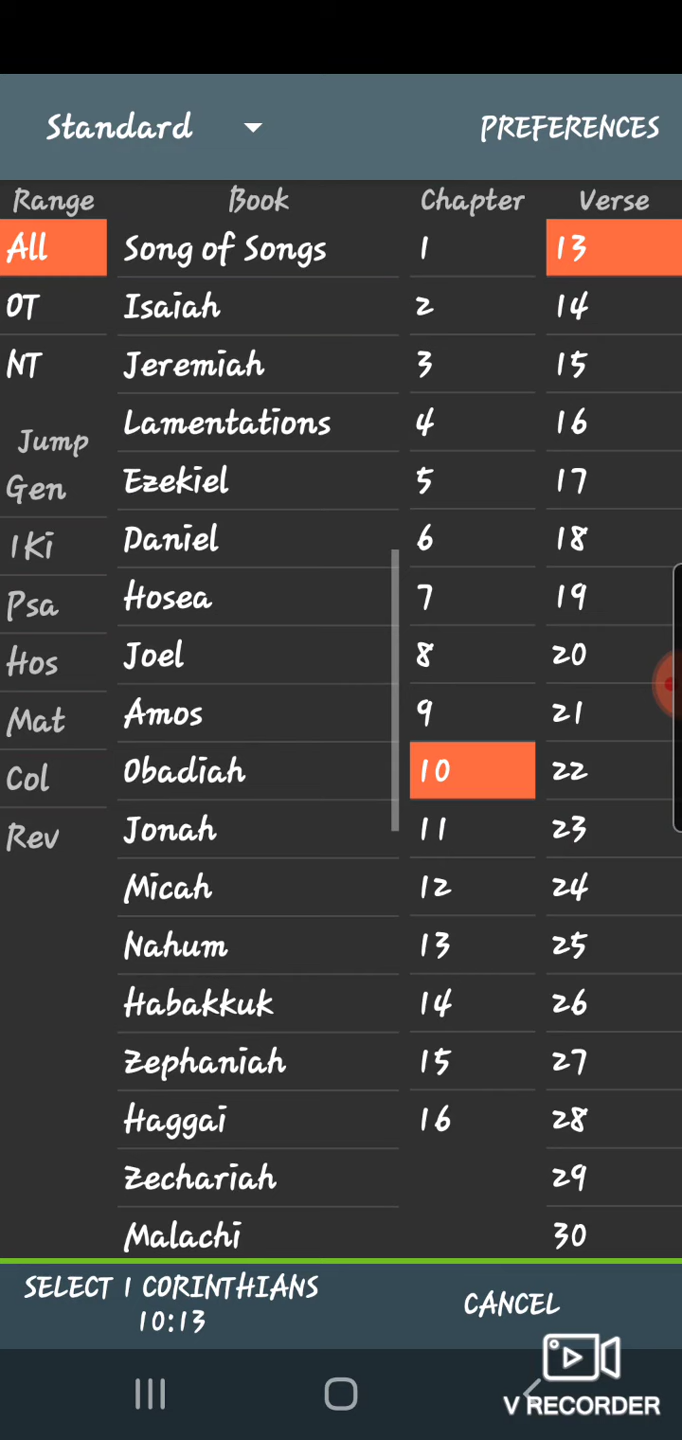 Standard
PREFERENCES
Range Book Chapter Verse
All Song of Songs 1 13
OT Isaiah 2 14
NT Jeremiah 3 15
Lamentations 4 16
Jump
Gen Ezekiel 5 17
1Ki Daniel 6 18
Psa Hosea 7 19
Hos Joel 8 20
Mat Amos 9 21
Col Obadiah 10 22
Rev Jonah 11 23
Micah 12 24
Nahum 13 25
Habakkuk 14 26
Zephaniah 15 27
Haggai 16 28
Zechariah 29
Malachi 30
SELECT 1 CORINTHIANS
10:13
CANCEL
V RECORDER